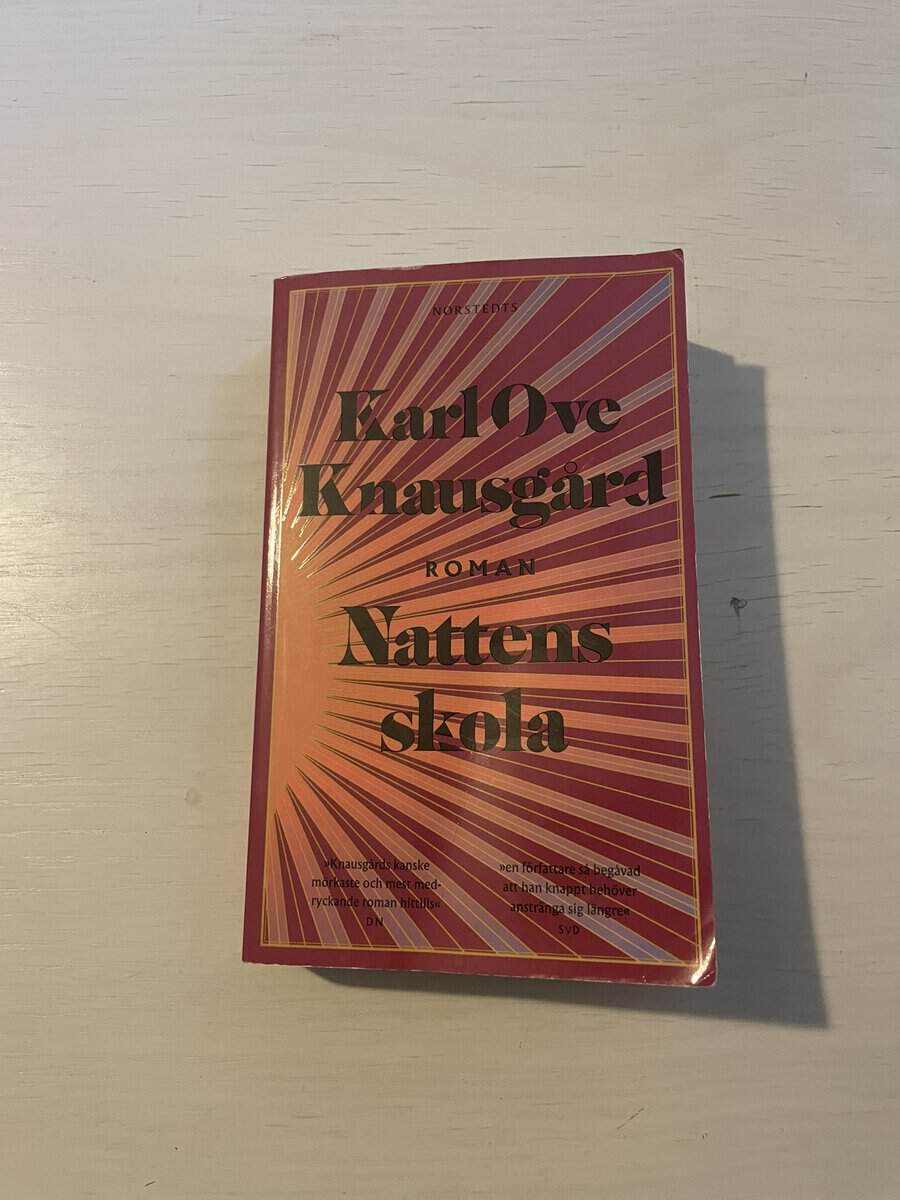 NORSTEDTS
Karl Ove
Knausgård
ROMAN
Nattens
skola
»Knausgårds kanske
mörkaste och mest med-
ryckande roman hittills«
DN
»en författare så begåvad
att han knappt behöver
anstränga sig längre«
SvD